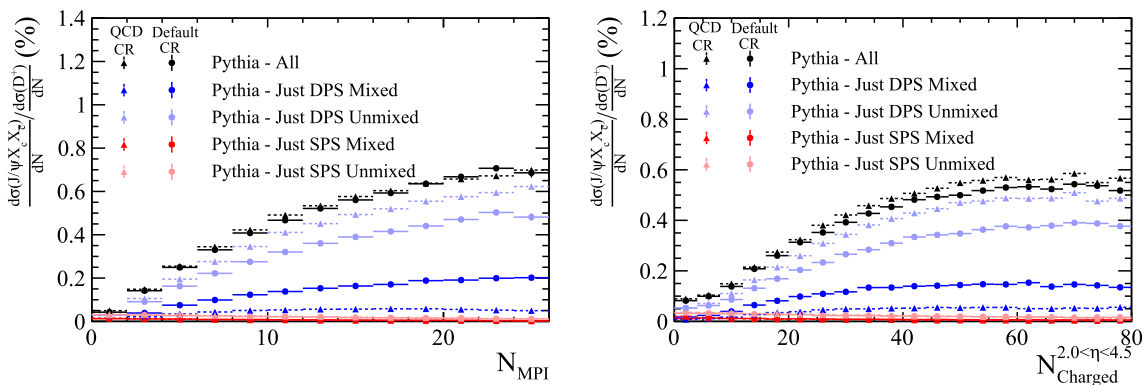 dσ(J/ψ X_c X_c̄)/dN / dσ(D⁺)/dN (%)
1.4
1.2
1
0.8
0.6
0.4
0.2
0
QCD CR
Default CR
Pythia - All
Pythia - Just DPS Mixed
Pythia - Just DPS Unmixed
Pythia - Just SPS Mixed
Pythia - Just SPS Unmixed
0 10 20
N_MPI
dσ(J/ψ X_c X_c̄)/dN / dσ(D⁺)/dN (%)
1.2
1
0.8
0.6
0.4
0.2
0
QCD CR
Default CR
Pythia - All
Pythia - Just DPS Mixed
Pythia - Just DPS Unmixed
Pythia - Just SPS Mixed
Pythia - Just SPS Unmixed
0 20 40 60 80
N_Charged^2.0<η<4.5